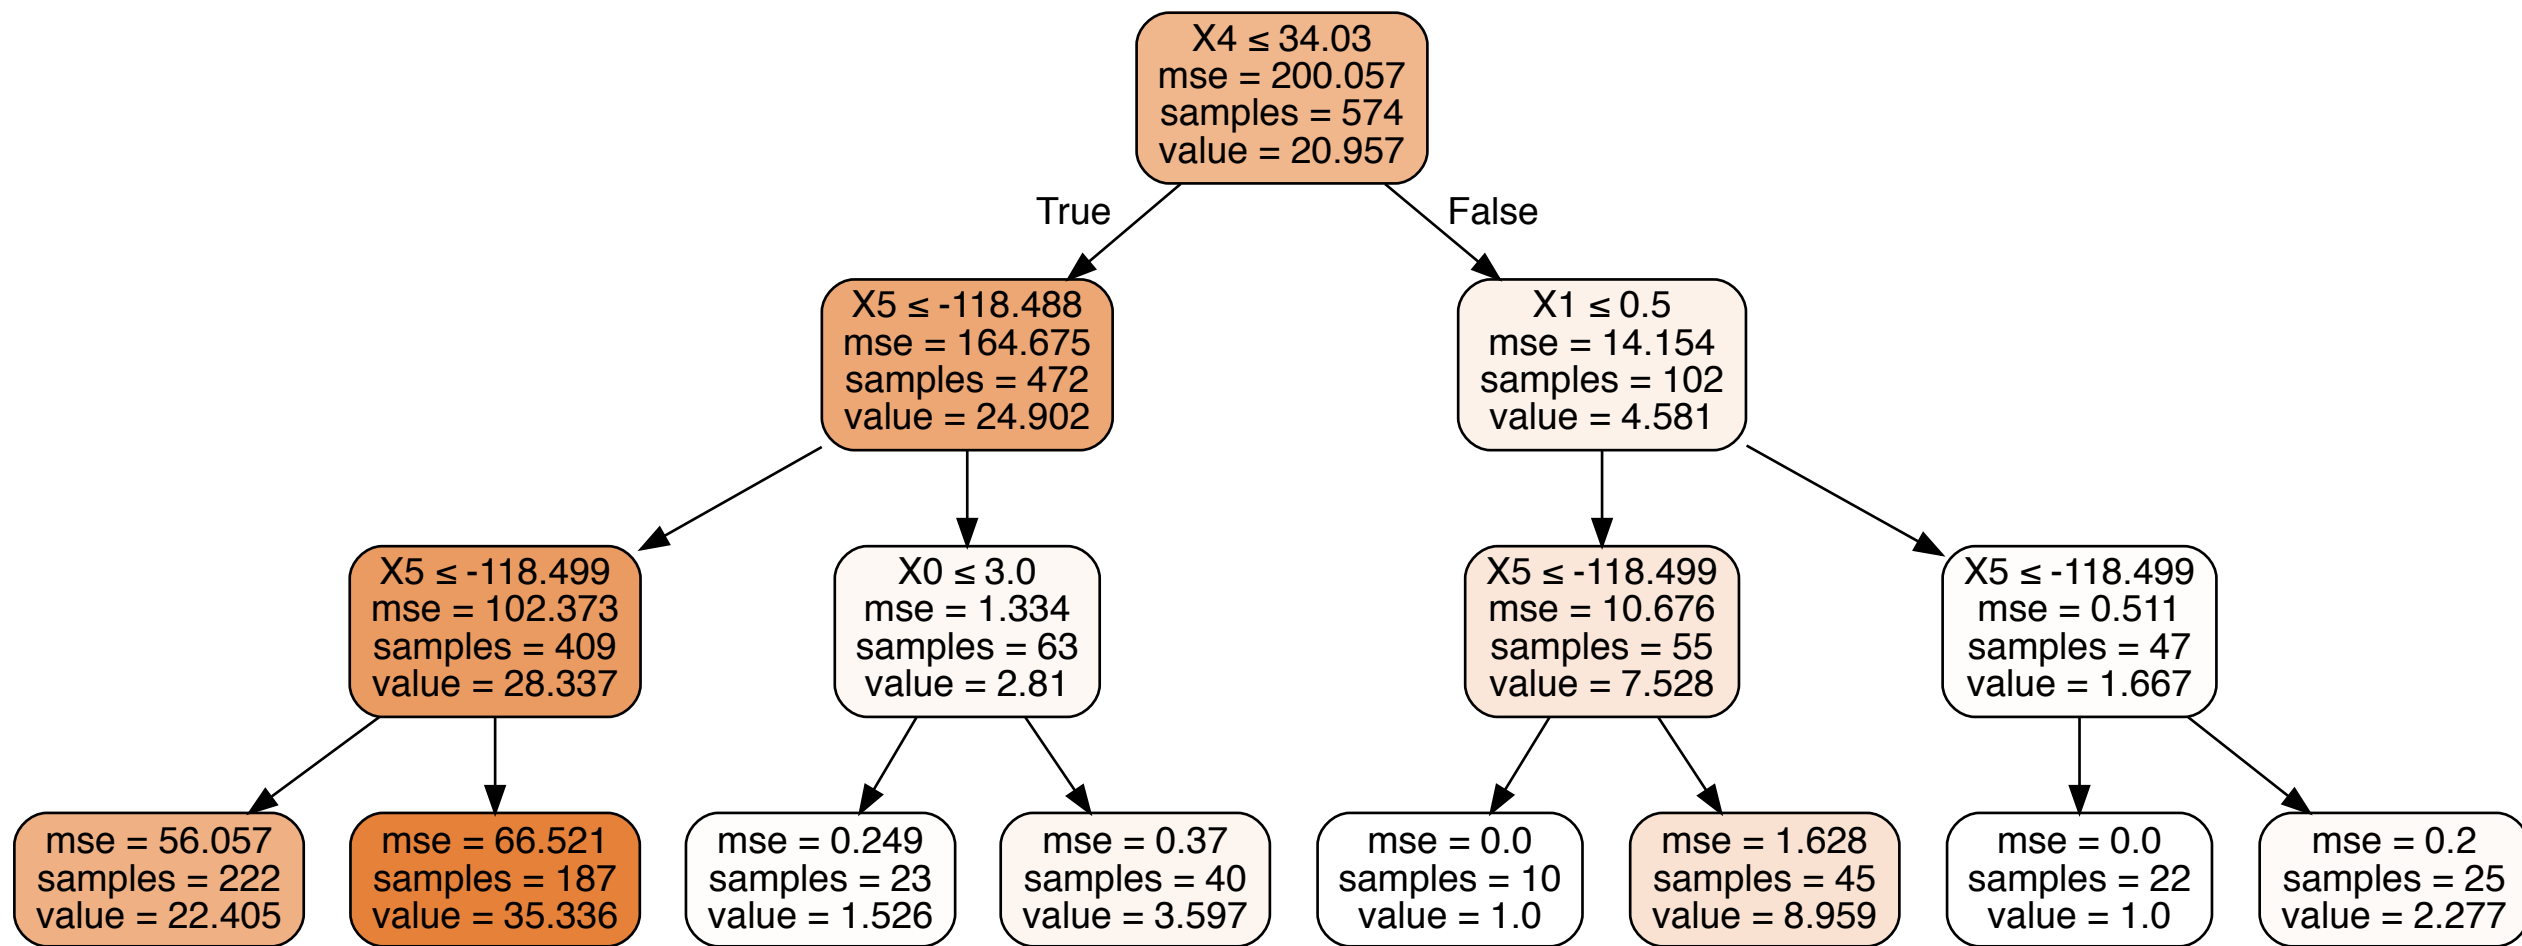 X4 ≤ 34.03
mse = 200.057
samples = 574
value = 20.957
True
False
X5 ≤ -118.488
mse = 164.675
samples = 472
value = 24.902
X1 ≤ 0.5
mse = 14.154
samples = 102
value = 4.581
X5 ≤ -118.499
mse = 102.373
samples = 409
value = 28.337
X0 ≤ 3.0
mse = 1.334
samples = 63
value = 2.81
X5 ≤ -118.499
mse = 10.676
samples = 55
value = 7.528
X5 ≤ -118.499
mse = 0.511
samples = 47
value = 1.667
mse = 56.057
samples = 222
value = 22.405
mse = 66.521
samples = 187
value = 35.336
mse = 0.249
samples = 23
value = 1.526
mse = 0.37
samples = 40
value = 3.597
mse = 0.0
samples = 10
value = 1.0
mse = 1.628
samples = 45
value = 8.959
mse = 0.0
samples = 22
value = 1.0
mse = 0.2
samples = 25
value = 2.277